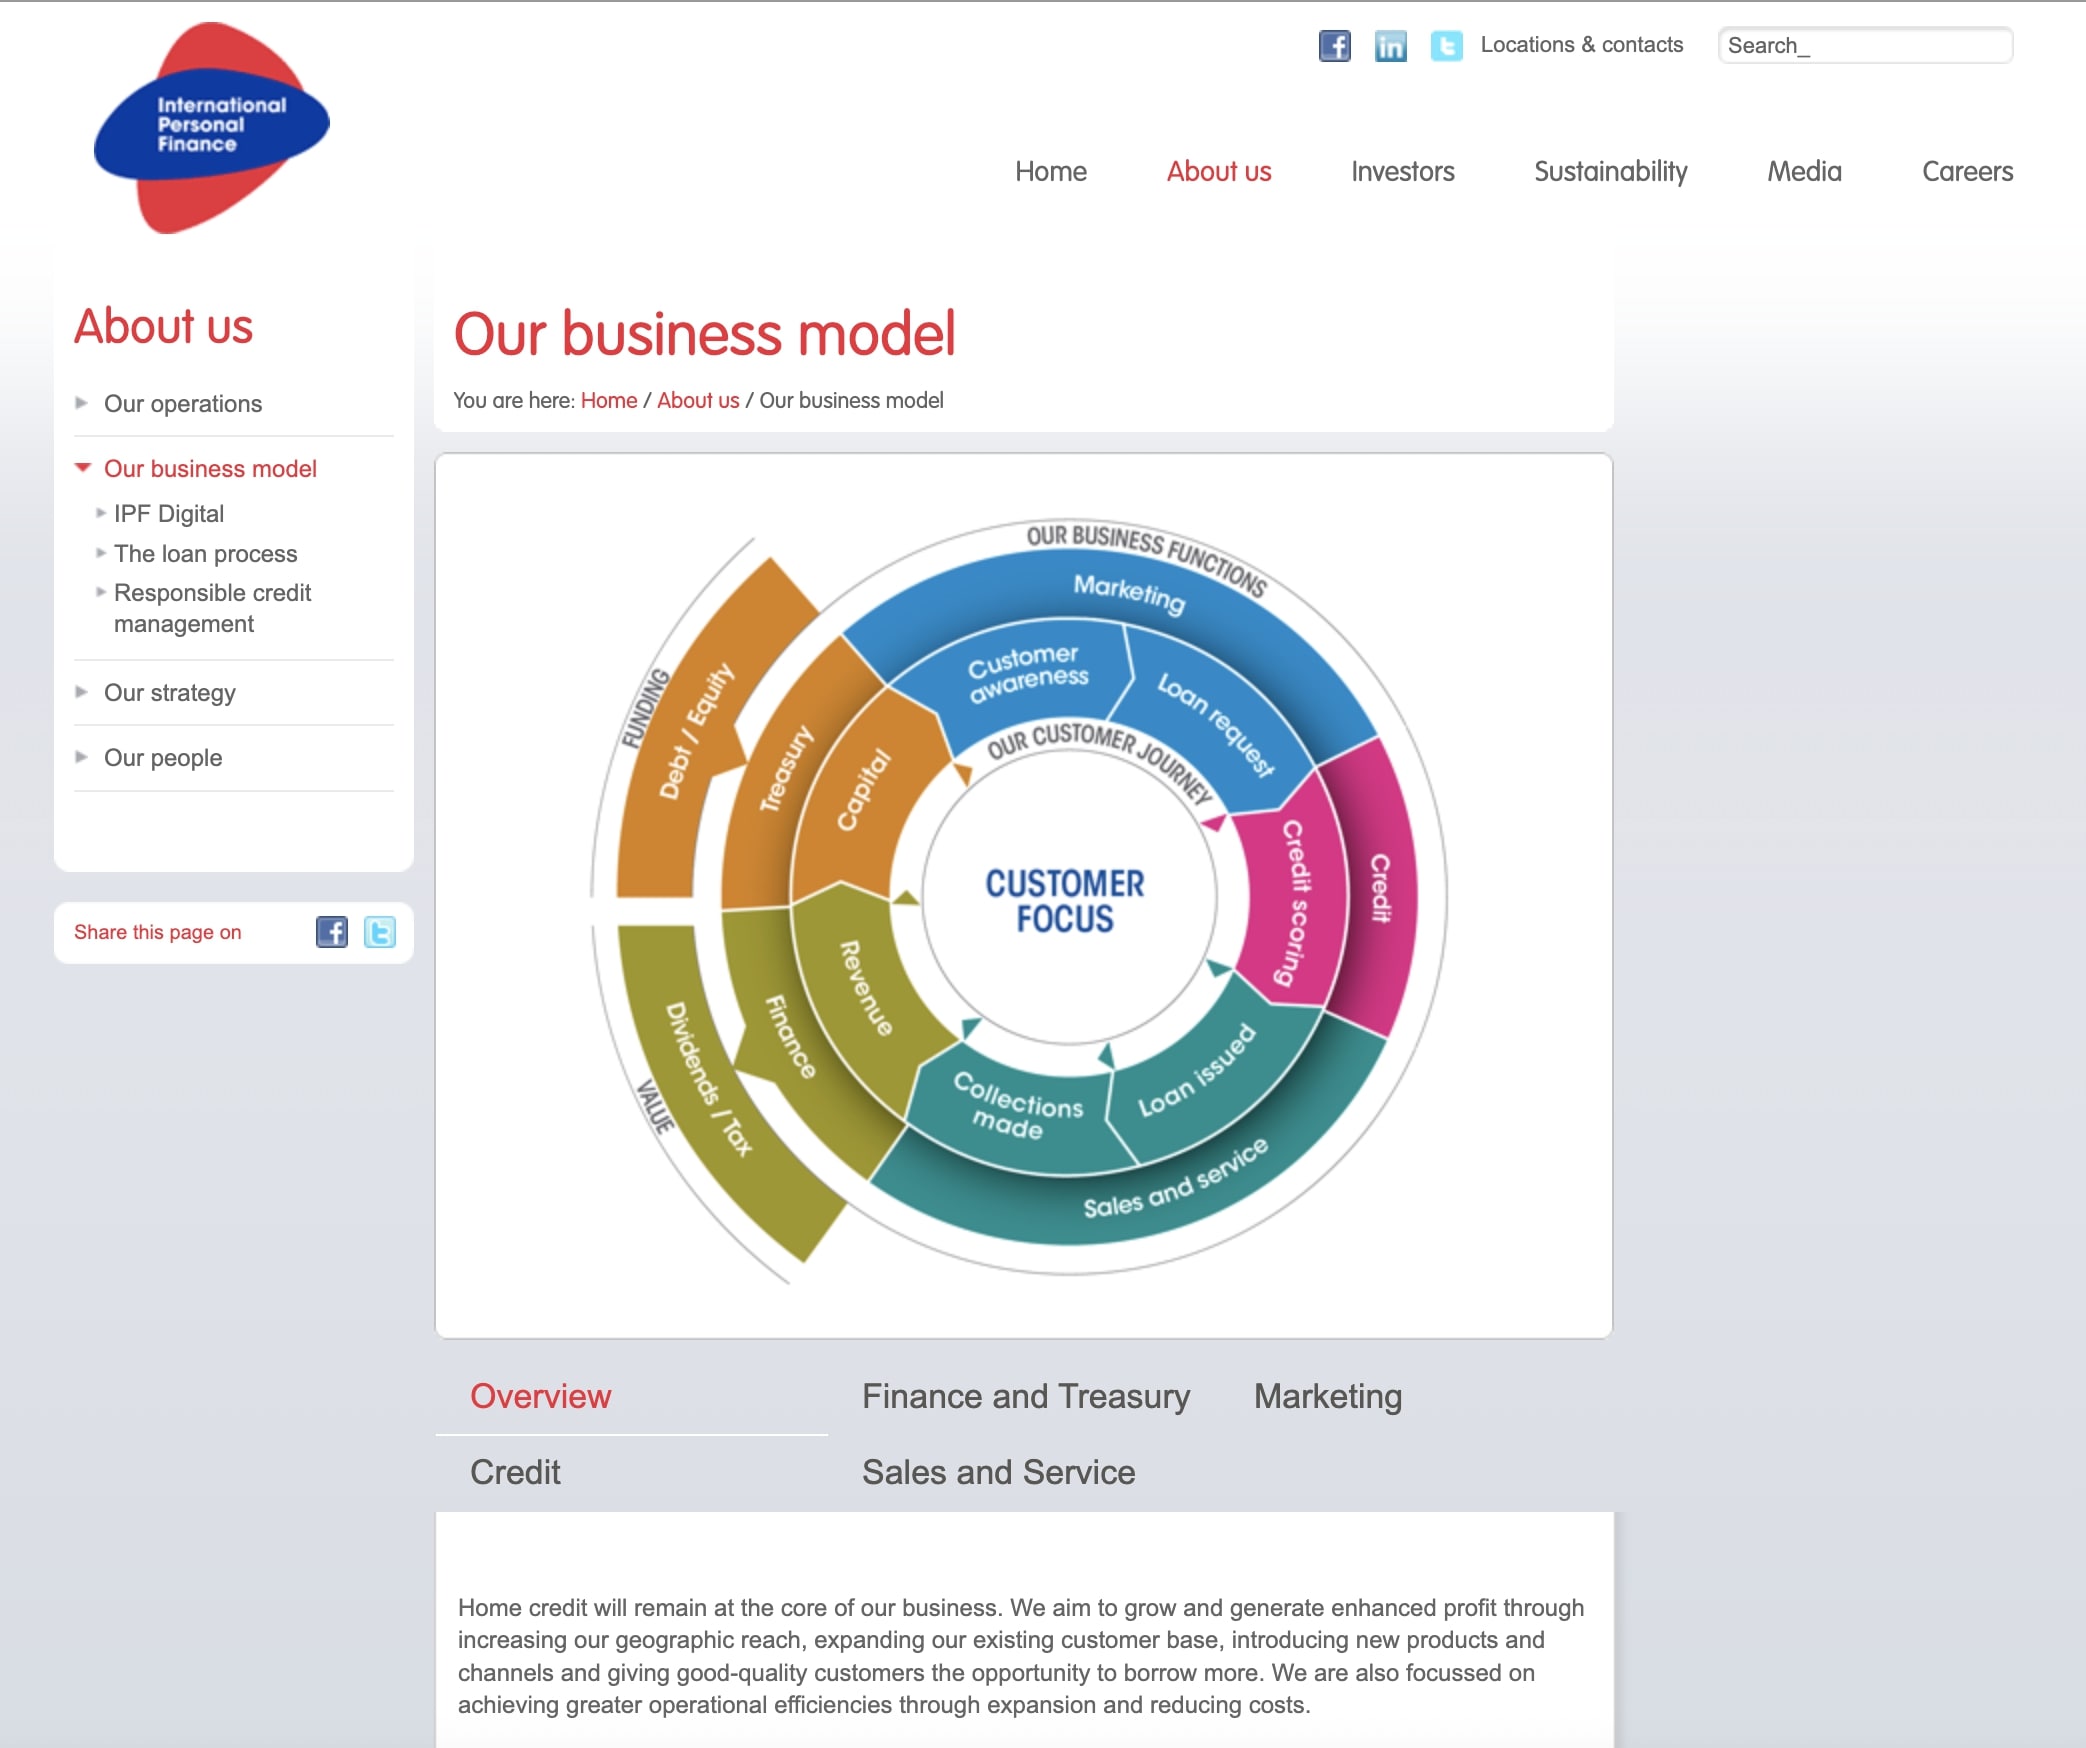 International
Personal
Finance
Locations & contacts
Search_
Home
About us
Investors
Sustainability
Media
Careers
About us
Our operations
Our business model
IPF Digital
The loan process
Responsible credit
management
Our strategy
Our people
Share this page on
Our business model
You are here: Home / About us / Our business model
OUR BUSINESS FUNCTIONS
Marketing
Customer
awareness
Loan request
OUR CUSTOMER JOURNEY
FUNDING
Debt / Equity
Treasury
Capital
Credit scoring
Credit
CUSTOMER
FOCUS
Revenue
Finance
Dividends / Tax
VALUE
Collections
made
Loan issued
Sales and service
Overview
Finance and Treasury
Marketing
Credit
Sales and Service
Home credit will remain at the core of our business. We aim to grow and generate enhanced profit through
increasing our geographic reach, expanding our existing customer base, introducing new products and
channels and giving good-quality customers the opportunity to borrow more. We are also focussed on
achieving greater operational efficiencies through expansion and reducing costs.